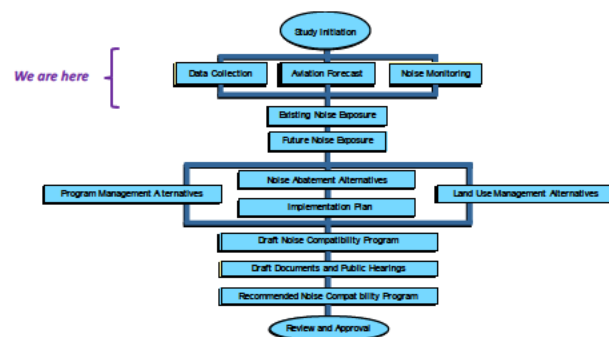 Study Initiation
We are here
Data Collection
Aviation Forecast
Noise Monitoring
Existing Noise Exposure
Future Noise Exposure
Noise Abatement Alternatives
Program Management Alternatives
Land Use Management Alternatives
Implementation Plan
Draft Noise Compatibility Program
Draft Documents and Public Hearings
Recommended Noise Compatibility Program
Review and Approval